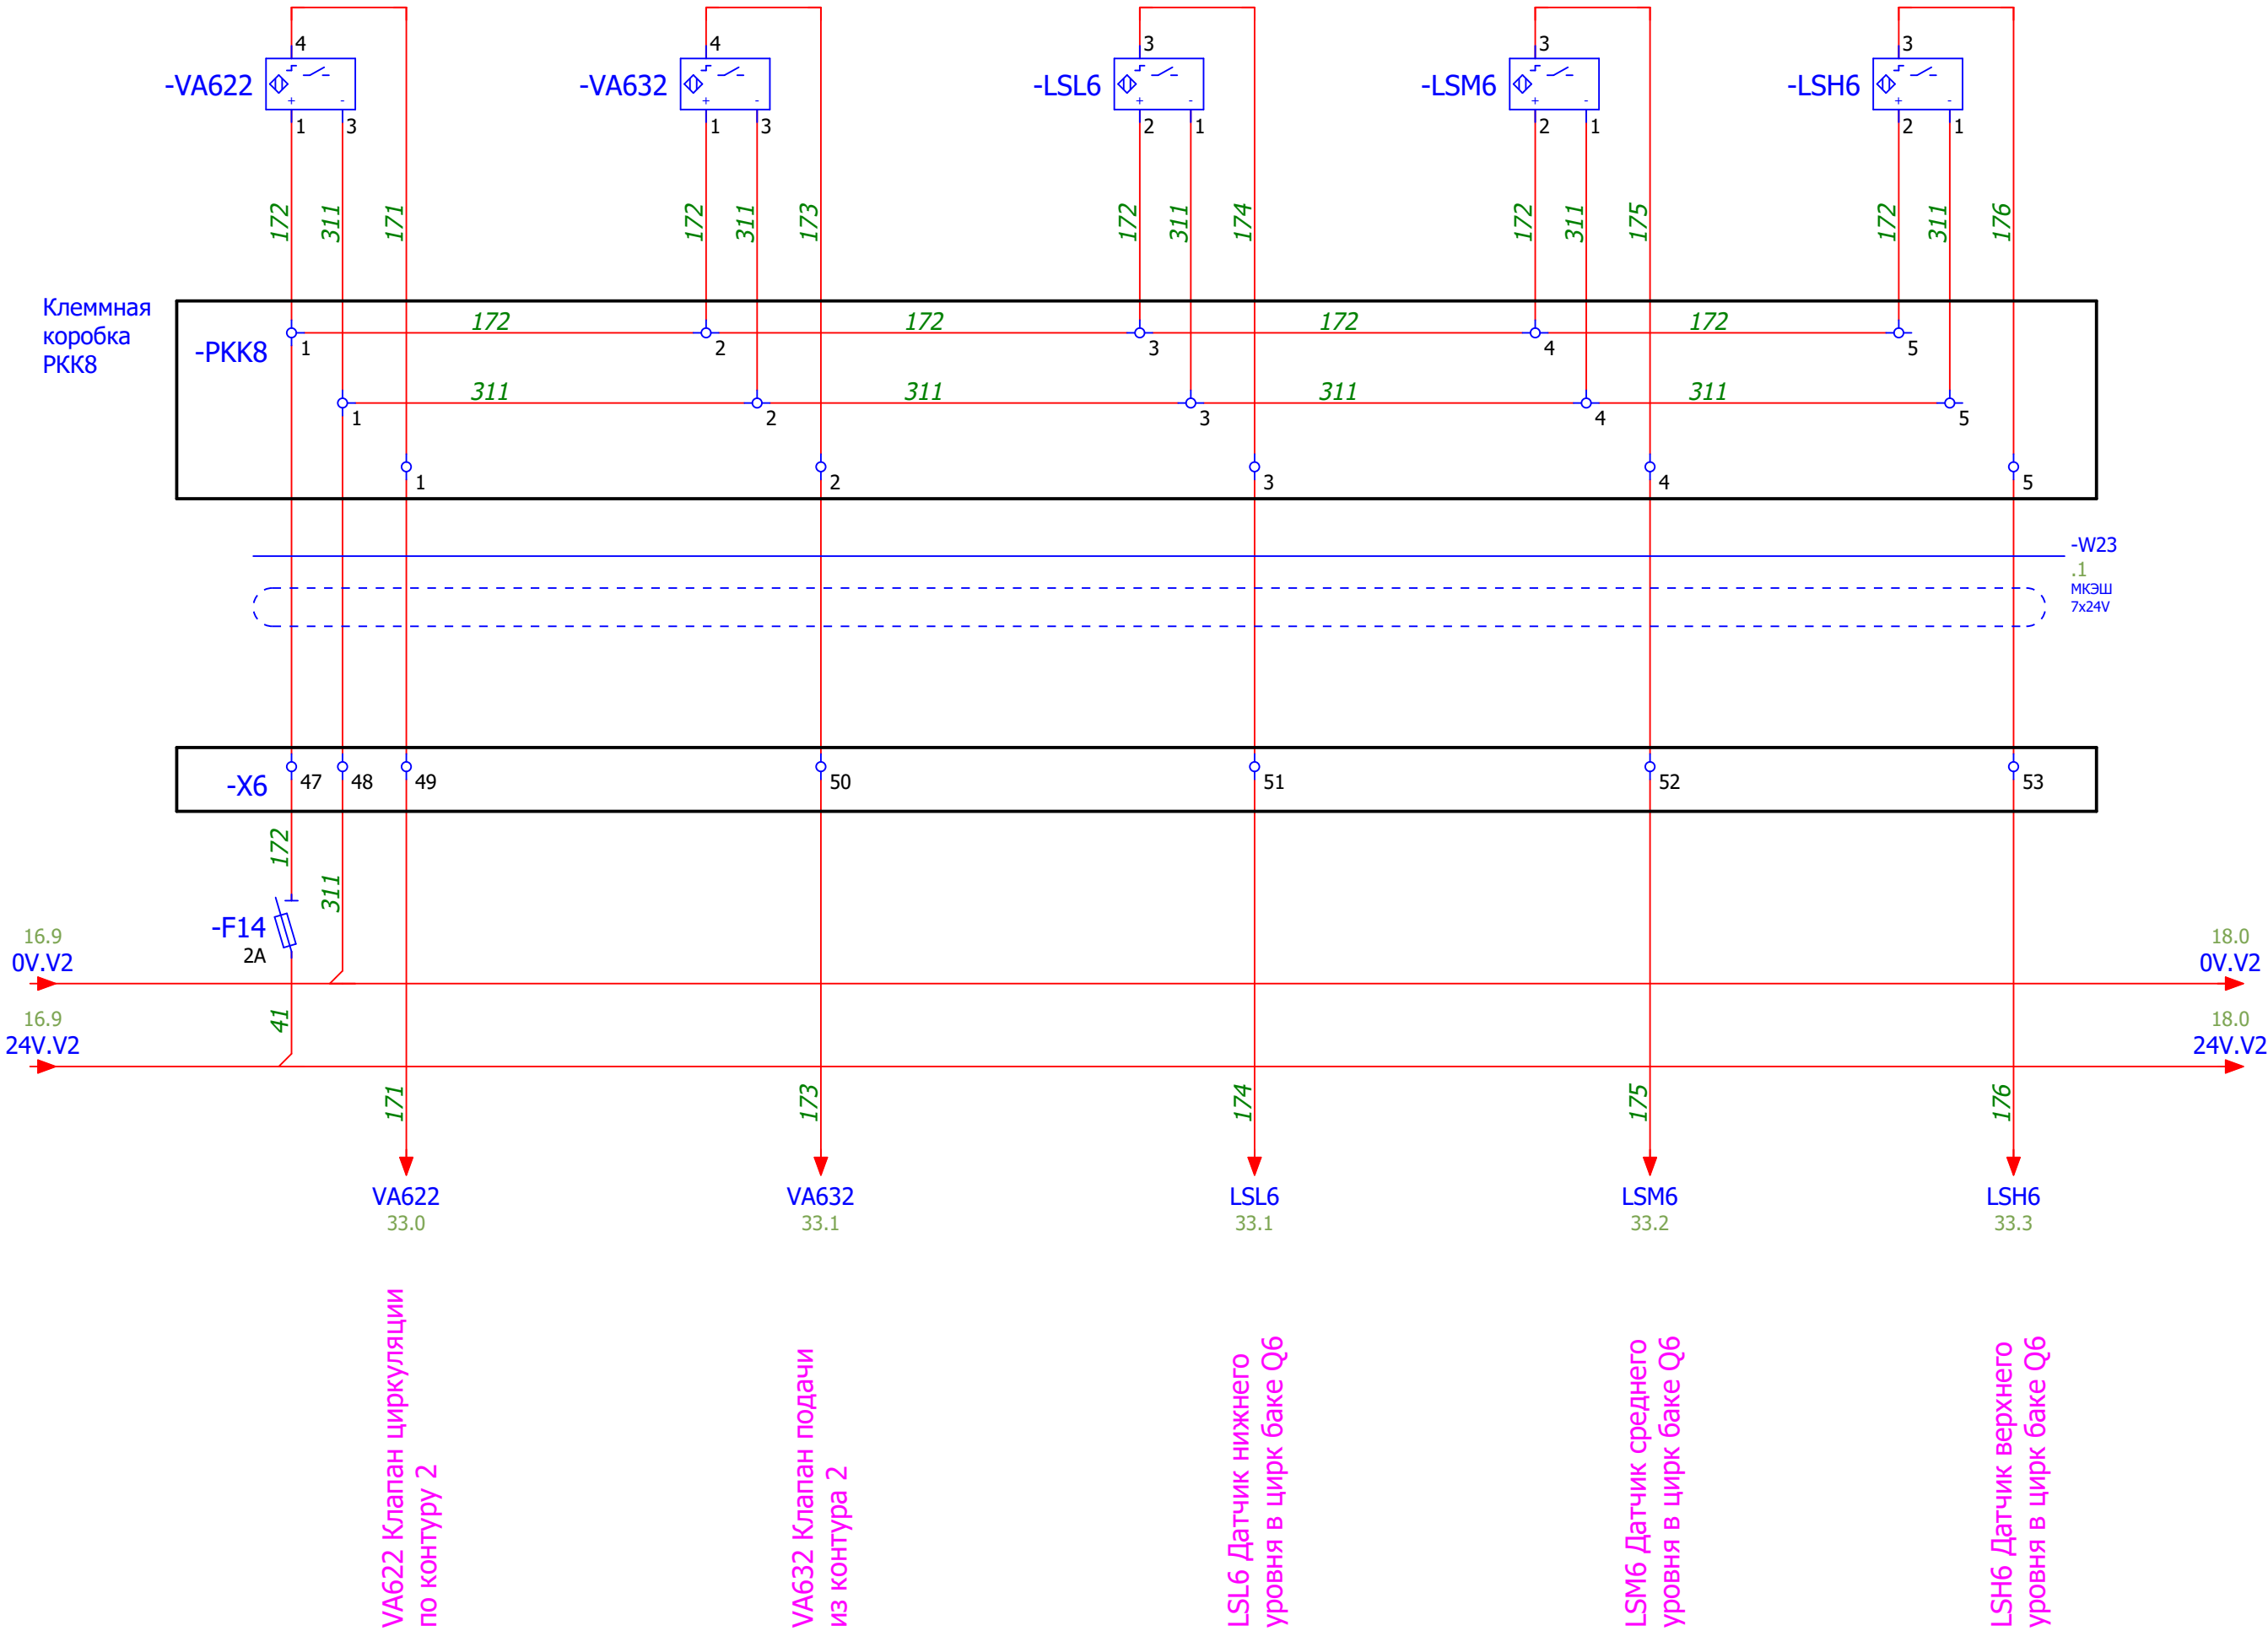 4 4 3 3 3
-VA622 -VA632 -LSL6 -LSM6 -LSH6
+ - + - + - + - + -
1 3 1 3 2 1 2 1 2 1
172 311 171 172 311 173 172 311 174 172 311 175 172 311 176
Клеммная
коробка
РКК8
-PKK8
172 172 172 172
1 2 3 4 5
311 311 311 311
1 2 3 4 5
1 2 3 4 5
-W23
.1
МКЭШ
7x24V
-X6
47 48 49 50 51 52 53
172
311
-F14
2A
16.9 18.0
0V.V2 0V.V2
41
16.9 18.0
24V.V2 24V.V2
171 173 174 175 176
VA622 VA632 LSL6 LSM6 LSH6
33.0 33.1 33.1 33.2 33.3
VA622 Клапан циркуляции
по контуру 2
VA632 Клапан подачи
из контура 2
LSL6 Датчик нижнего
уровня в цирк баке Q6
LSM6 Датчик среднего
уровня в цирк баке Q6
LSH6 Датчик верхнего
уровня в цирк баке Q6